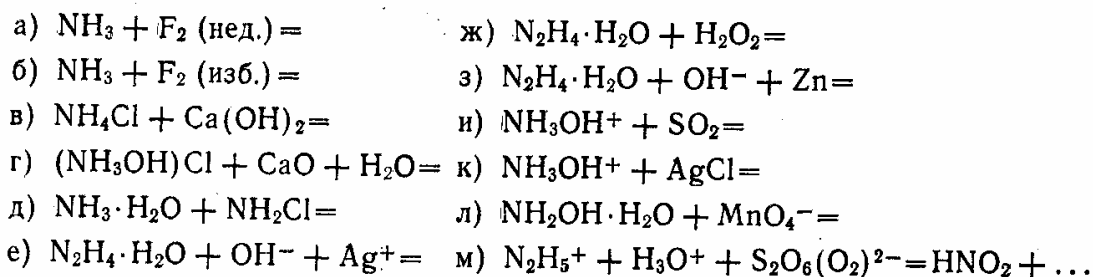 а) NH₃ + F₂ (нед.) =
б) NH₃ + F₂ (изб.) =
в) NH₄Cl + Ca(OH)₂=
г) (NH₃OH)Cl + CaO + H₂O=
д) NH₃·H₂O + NH₂Cl=
е) N₂H₄·H₂O + OH⁻ + Ag⁺=
ж) N₂H₄·H₂O + H₂O₂=
з) N₂H₄·H₂O + OH⁻ + Zn=
и) NH₃OH⁺ + SO₂=
к) NH₃OH⁺ + AgCl=
л) NH₂OH·H₂O + MnO₄⁻=
м) N₂H₅⁺ + H₃O⁺ + S₂O₆(O₂)²⁻=HNO₂ + ...